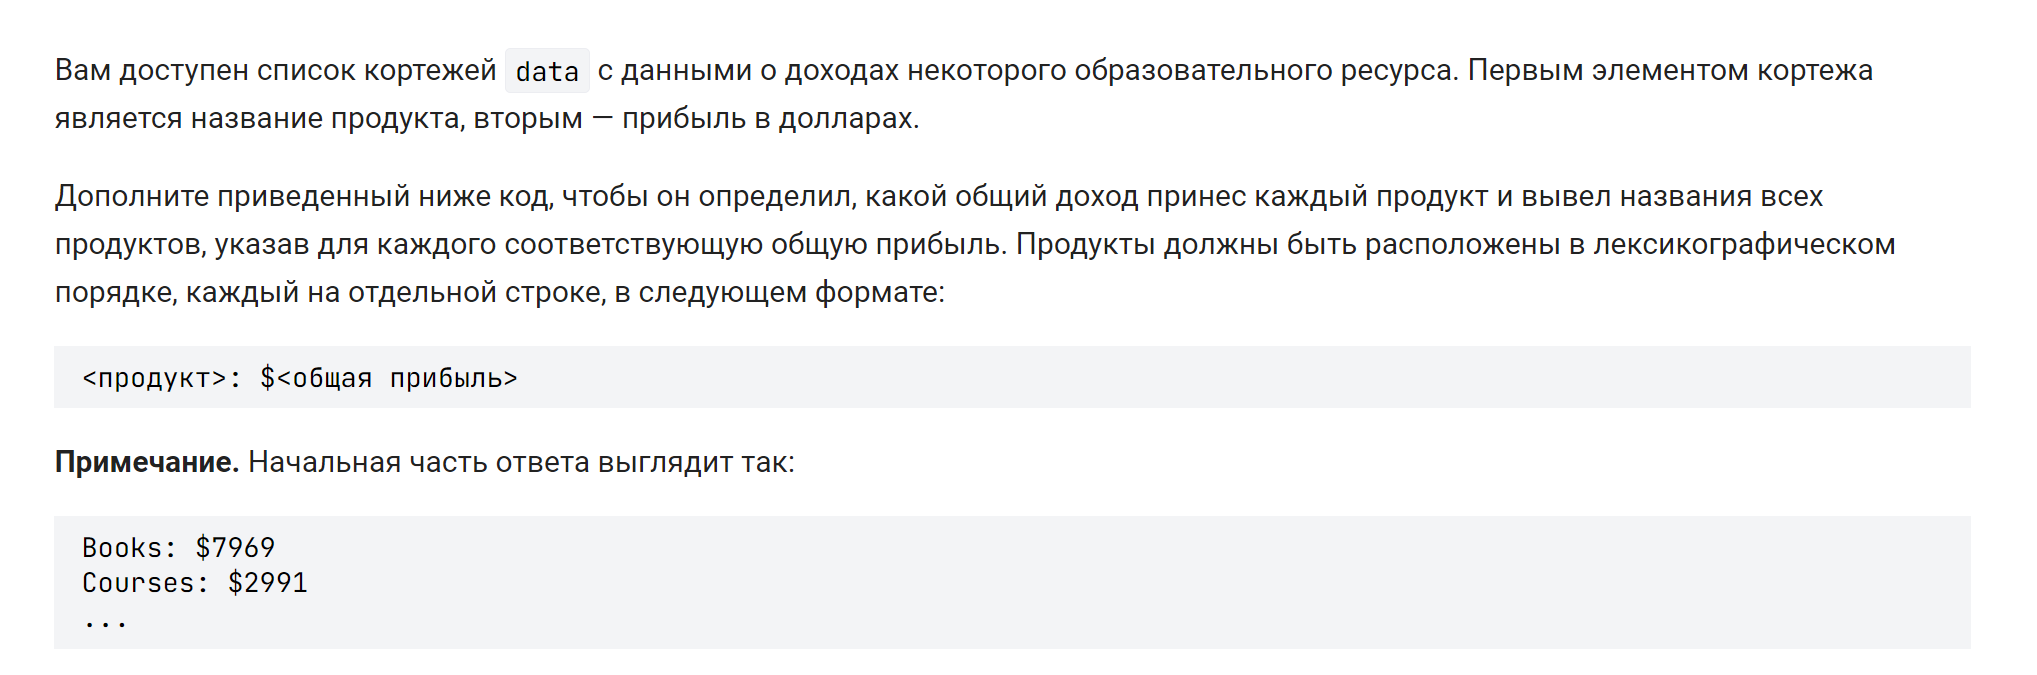 Вам доступен список кортежей data с данными о доходах некоторого образовательного ресурса. Первым элементом кортежа
является название продукта, вторым — прибыль в долларах.
Дополните приведенный ниже код, чтобы он определил, какой общий доход принес каждый продукт и вывел названия всех
продуктов, указав для каждого соответствующую общую прибыль. Продукты должны быть расположены в лексикографическом
порядке, каждый на отдельной строке, в следующем формате:
<продукт>: $<общая прибыль>
Примечание. Начальная часть ответа выглядит так:
Books: $7969
Courses: $2991
...